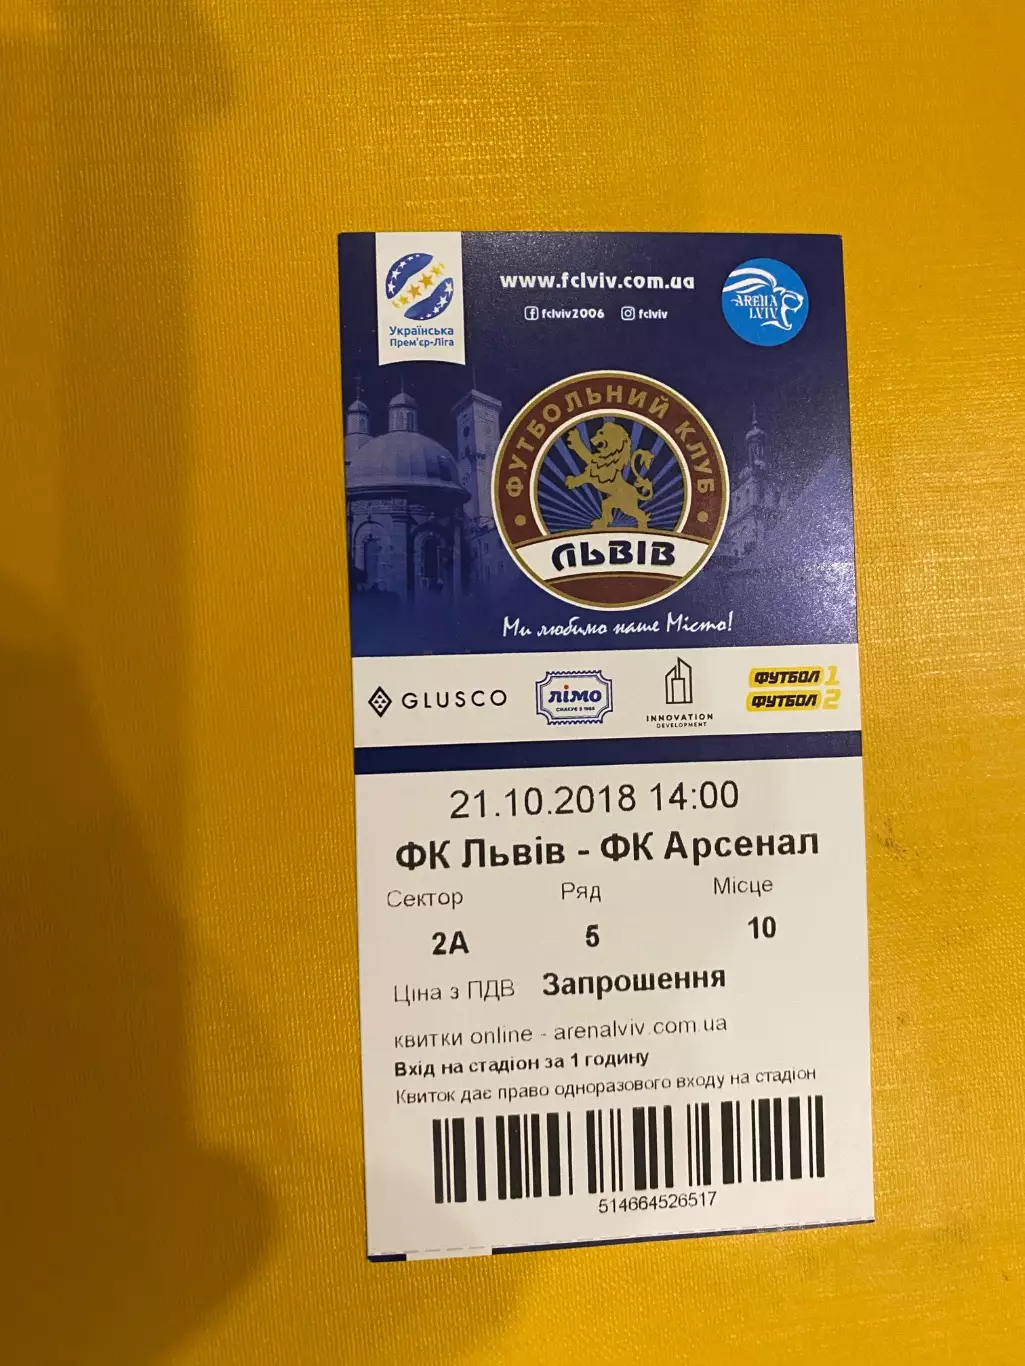 www.fclviv.com.ua
fclviv2006 fclviv
Українська
Прем'єр-Ліга
ARENA
LVIV
ФУТБОЛЬНИЙ КЛУБ
ЛЬВІВ
Ми любимо наше Місто!
GLUSCO
лімо
СМАКУЄ З 1968
INNOVATION
DEVELOPMENT
ФУТБОЛ 1
ФУТБОЛ 2
21.10.2018 14:00
ФК Львів - ФК Арсенал
Сектор Ряд Місце
2А 5 10
Ціна з ПДВ Запрошення
квитки online - arenalviv.com.ua
Вхід на стадіон за 1 годину
Квиток дає право одноразового входу на стадіон
514664526517